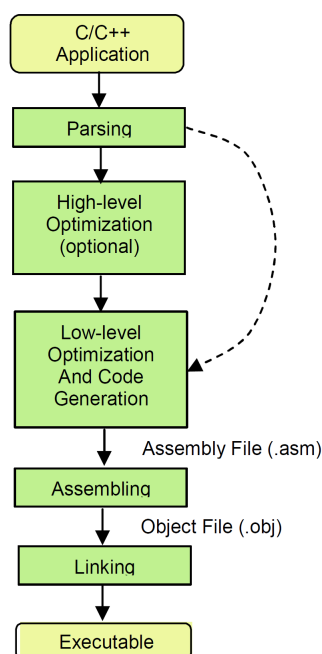 C/C++
Application
Parsing
High-level
Optimization
(optional)
Low-level
Optimization
And Code
Generation
Assembly File (.asm)
Assembling
Object File (.obj)
Linking
Executable